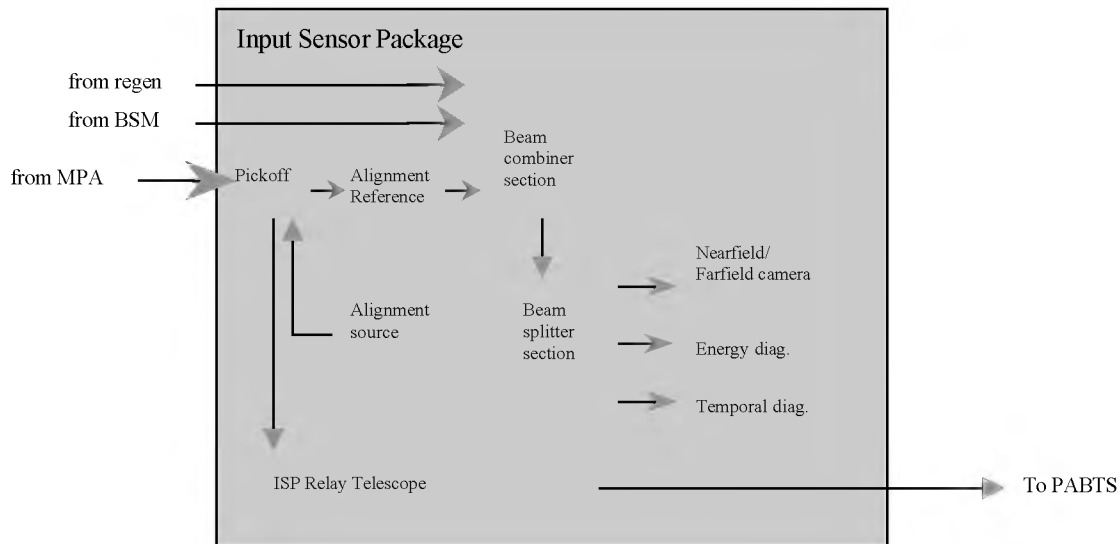 Input Sensor Package
from regen
from BSM
from MPA
Pickoff
Alignment
Reference
Beam
combiner
section
Alignment
source
Beam
splitter
section
Nearfield/
Farfield camera
Energy diag.
Temporal diag.
ISP Relay Telescope
To PABTS